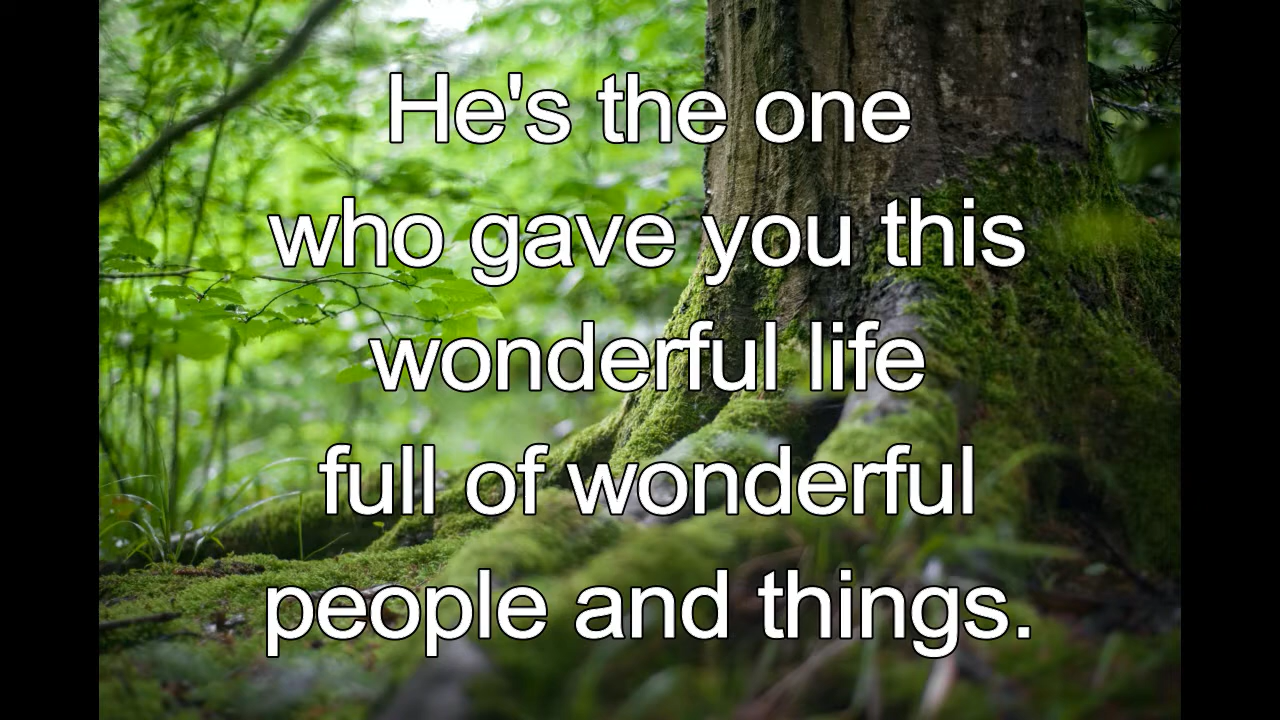 He's the one
who gave you this
wonderful life
full of wonderful
people and things.